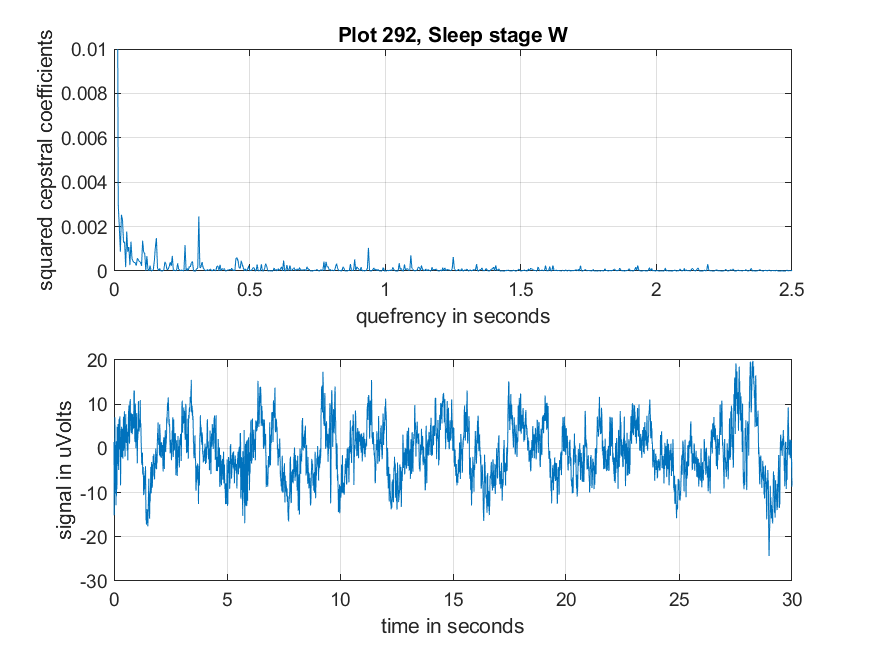 Plot 292, Sleep stage W
squared cepstral coefficients
0.01
0.008
0.006
0.004
0.002
0
0 0.5 1 1.5 2 2.5
quefrency in seconds
signal in uVolts
20
10
0
-10
-20
-30
0 5 10 15 20 25 30
time in seconds